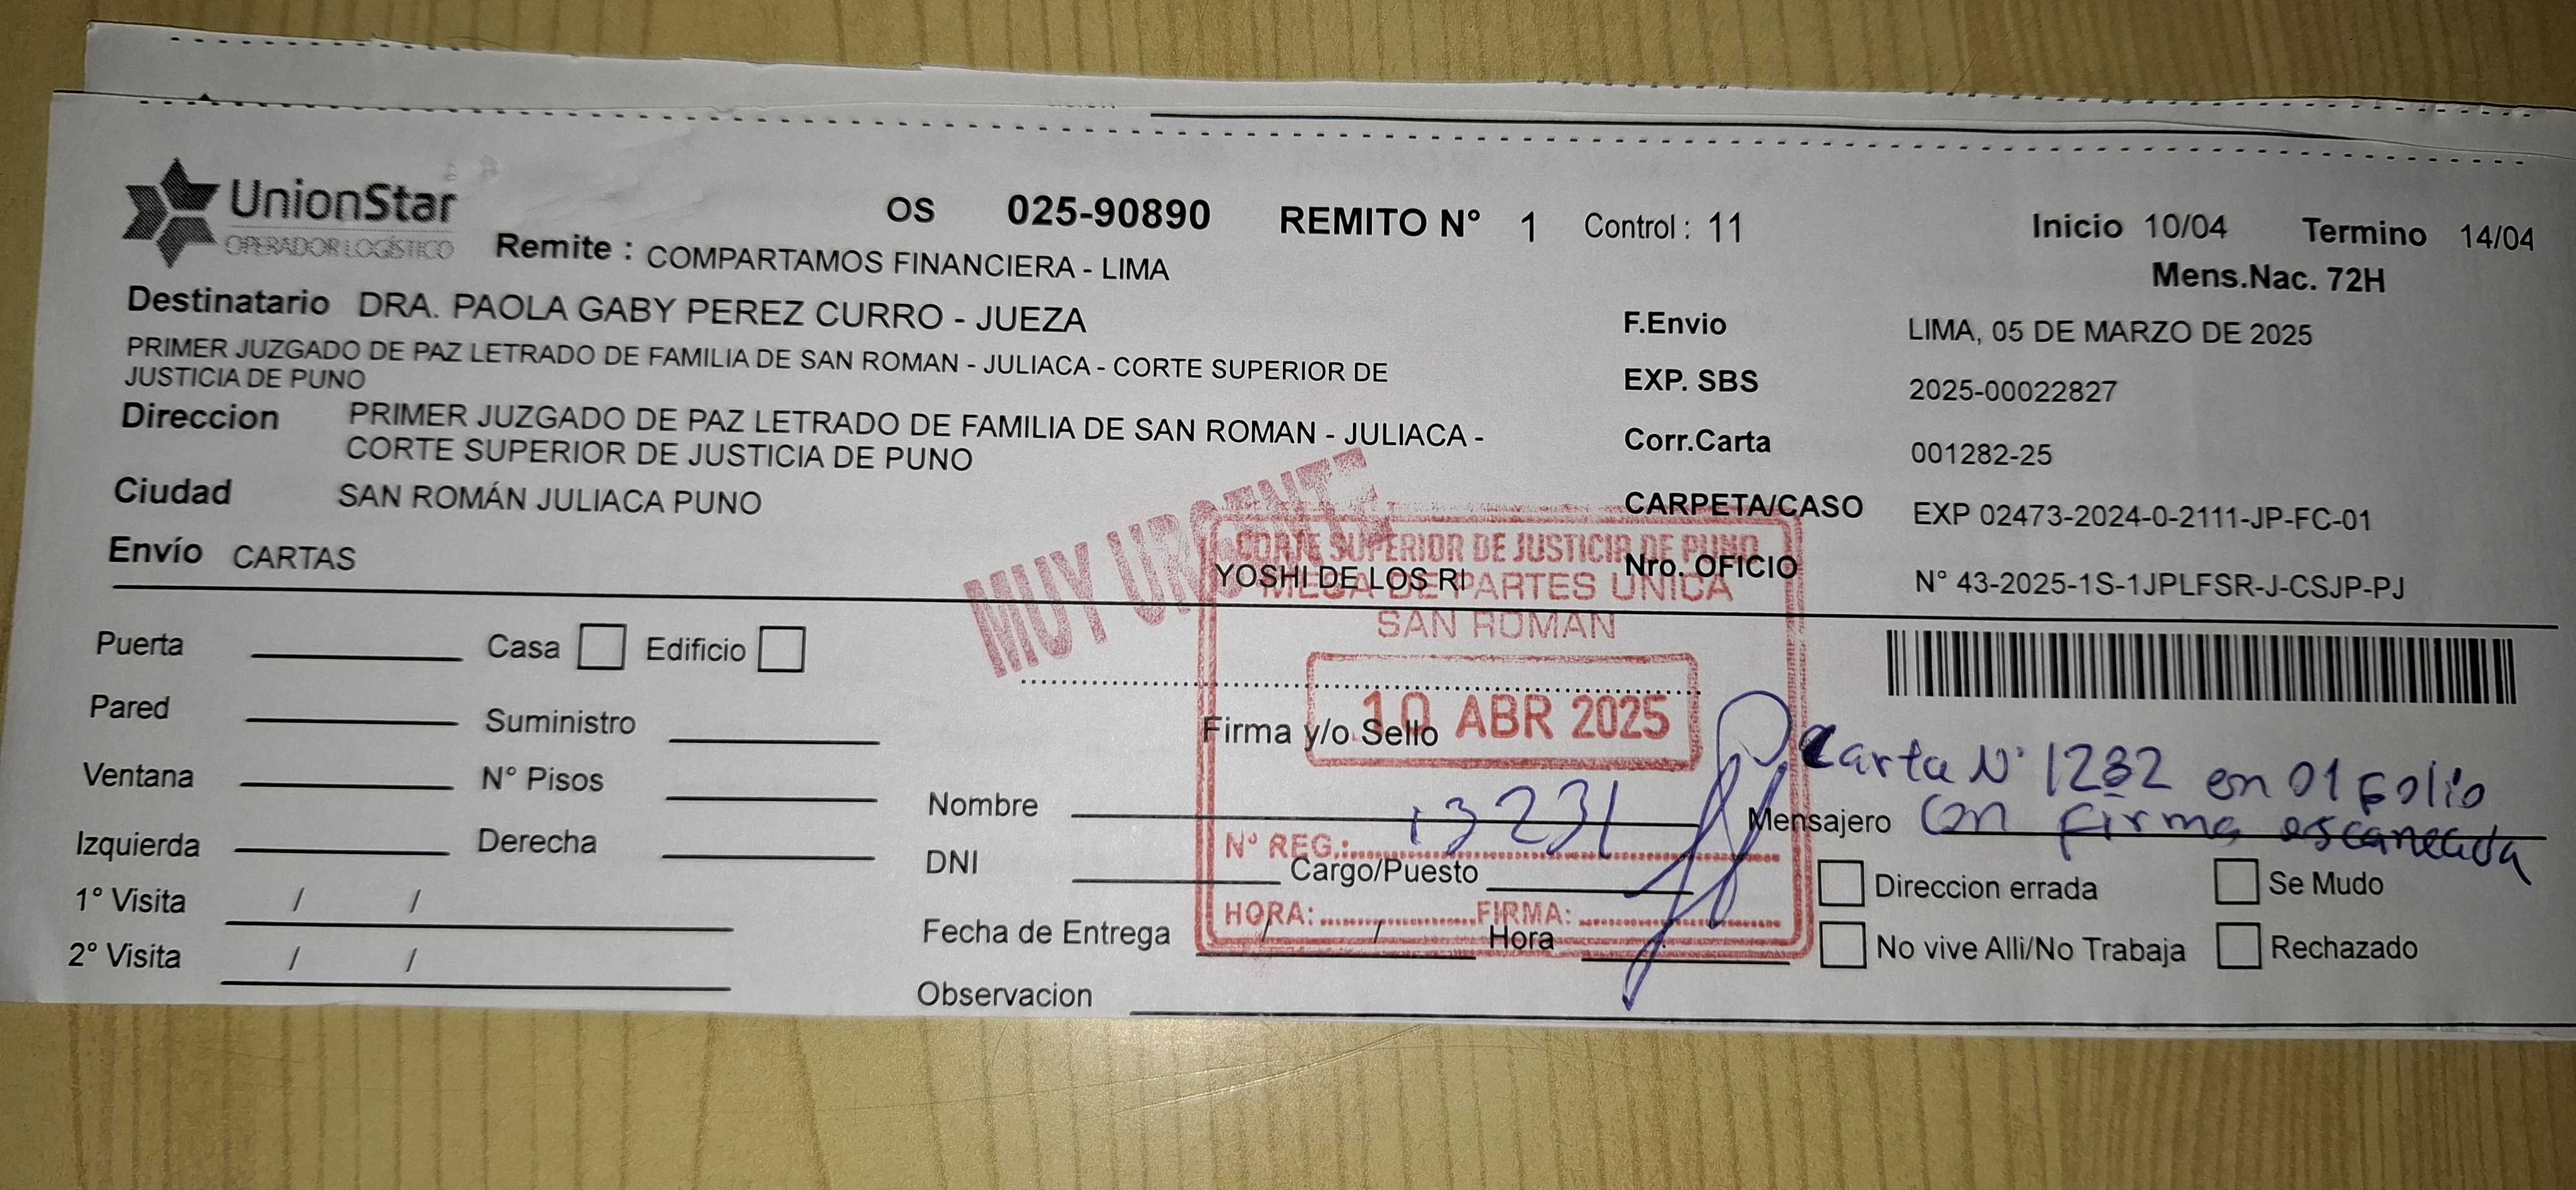 UnionStar
OPERADOR LOGÍSTICO
OS 025-90890 REMITO N° 1 Control : 11 Inicio 10/04 Termino 14/04
Remite : COMPARTAMOS FINANCIERA - LIMA
Mens.Nac. 72H
Destinatario DRA. PAOLA GABY PEREZ CURRO - JUEZA
PRIMER JUZGADO DE PAZ LETRADO DE FAMILIA DE SAN ROMAN - JULIACA - CORTE SUPERIOR DE
JUSTICIA DE PUNO
Direccion PRIMER JUZGADO DE PAZ LETRADO DE FAMILIA DE SAN ROMAN - JULIACA -
CORTE SUPERIOR DE JUSTICIA DE PUNO
Ciudad SAN ROMÁN JULIACA PUNO
Envío CARTAS
F.Envio LIMA, 05 DE MARZO DE 2025
EXP. SBS 2025-00022827
Corr.Carta 001282-25
CARPETA/CASO EXP 02473-2024-0-2111-JP-FC-01
Nro. OFICIO N° 43-2025-1S-1JPLFSR-J-CSJP-PJ
YOSHI DE LOS RI
MUY URGENTE
CORTE SUPERIOR DE JUSTICIA DE PUNO
MESA DE PARTES UNICA
SAN ROMAN
10 ABR 2025
N° REG.: 13231
HORA: FIRMA:
Puerta Casa Edificio
Pared Suministro
Ventana N° Pisos
Izquierda Derecha
1° Visita / /
2° Visita / /
Firma y/o Sello
Nombre
DNI Cargo/Puesto
Fecha de Entrega / / Hora
Observacion
Carta N° 1282 en 01 folio
con firma escaneada
Mensajero
Direccion errada Se Mudo
No vive Alli/No Trabaja Rechazado